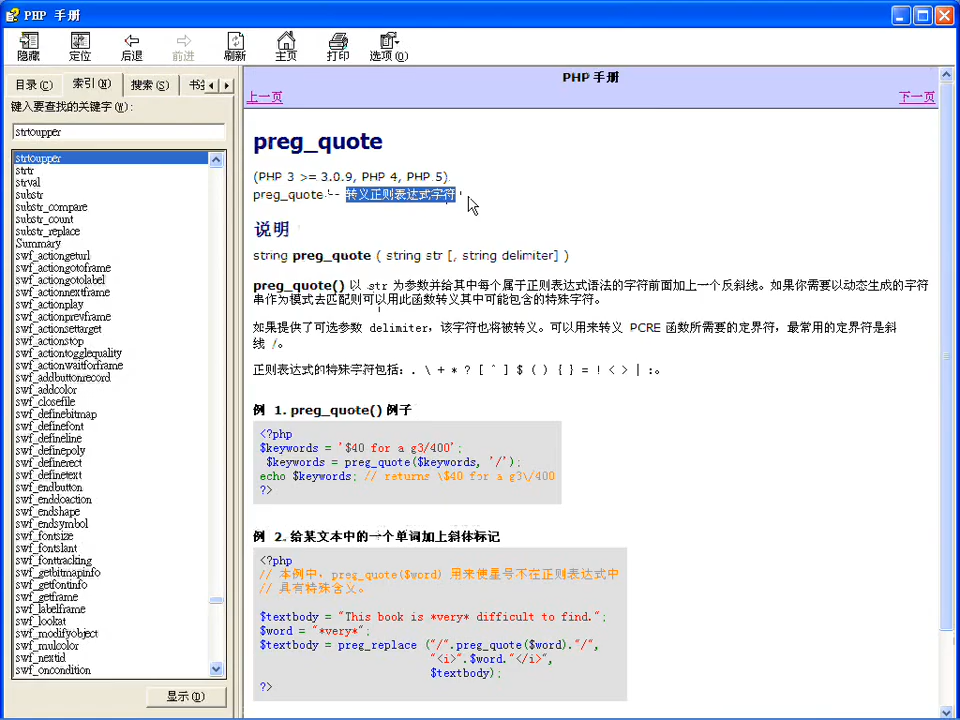 PHP 手册
隐藏
定位
后退
前进
刷新
主页
打印
选项(O)
目录(C)
索引(N)
搜索(S)
键入要查找的关键字(W):
strtoupper
strtoupper
strtr
strval
substr
substr_compare
substr_count
substr_replace
Summary
swf_actiongeturl
swf_actiongotoframe
swf_actiongotolabel
swf_actionnextframe
swf_actionplay
swf_actionprevframe
swf_actionsettarget
swf_actionstop
swf_actiontogglequality
swf_actionwaitforframe
swf_addbuttonrecord
swf_addcolor
swf_closefile
swf_definebitmap
swf_definefont
swf_defineline
swf_definepoly
swf_definerect
swf_definetext
swf_endbutton
swf_enddoaction
swf_endshape
swf_endsymbol
swf_fontsize
swf_fontslant
swf_fonttracking
swf_getbitmapinfo
swf_getfontinfo
swf_getframe
swf_labelframe
swf_lookat
swf_modifyobject
swf_mulcolor
swf_nextid
swf_oncondition
显示(D)
PHP 手册
上一页
下一页
preg_quote
(PHP 3 >= 3.0.9, PHP 4, PHP 5)
preg_quote -- 转义正则表达式字符
说明
string preg_quote ( string str [, string delimiter] )
preg_quote() 以 str 为参数并给其中每个属于正则表达式语法的字符前面加上一个反斜线。如果你需要以动态生成的字符
串作为模式去匹配则可以用此函数转义其中可能包含的特殊字符。
如果提供了可选参数 delimiter，该字符也将被转义。可以用来转义 PCRE 函数所需要的定界符，最常用的定界符是斜
线 /。
正则表达式的特殊字符包括：. \ + * ? [ ^ ] $ ( ) { } = ! < > | :。
例 1. preg_quote() 例子
<?php
$keywords = '$40 for a g3/400';
$keywords = preg_quote($keywords, '/');
echo $keywords; // returns \$40 for a g3\/400
?>
例 2. 给某文本中的一个单词加上斜体标记
<?php
// 本例中，preg_quote($word) 用来使星号不在正则表达式中
// 具有特殊含义。
$textbody = "This book is *very* difficult to find.";
$word = "*very*";
$textbody = preg_replace ("/".preg_quote($word)."/",
"<i>".$word."</i>",
$textbody);
?>